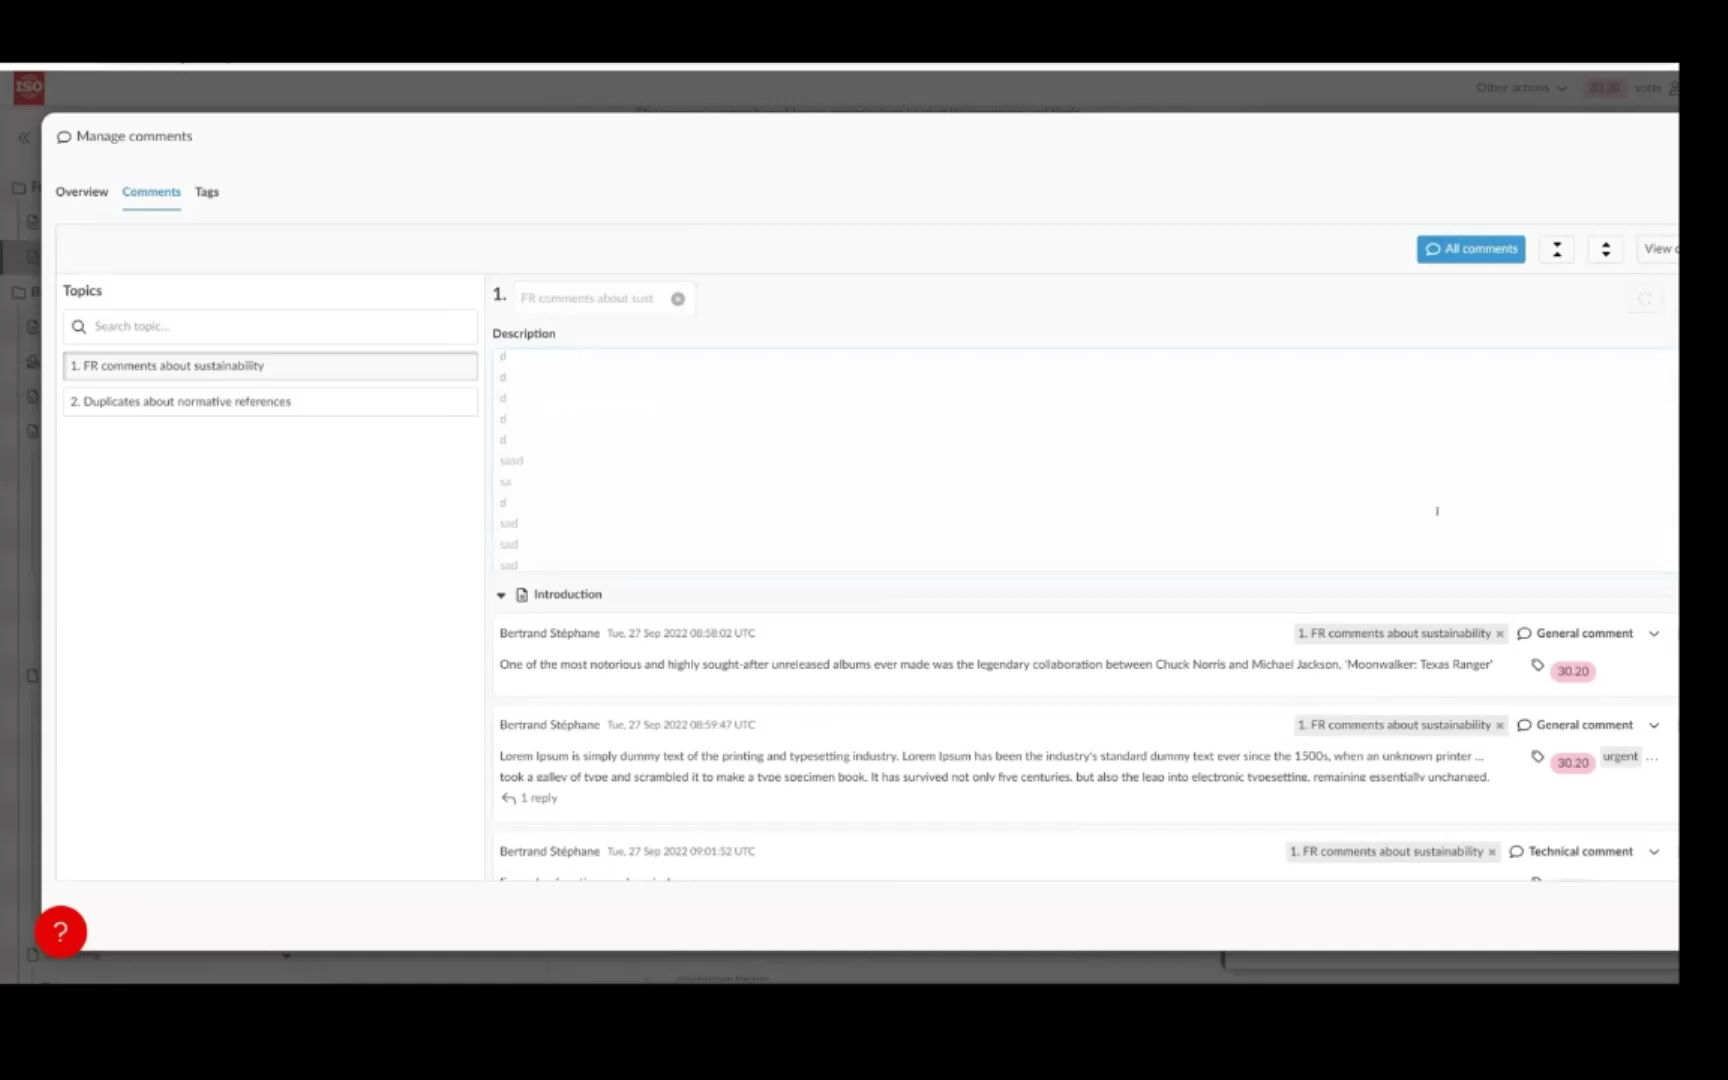 ISO
Other actions
30.20
voter
Manage comments
Overview Comments Tags
All comments
View
Topics
1. FR comments about sust
Search topic...
Description
1. FR comments about sustainability
2. Duplicates about normative references
d
d
d
d
d
sasd
sa
d
sad
sad
sad
Introduction
Bertrand Stéphane Tue, 27 Sep 2022 08:58:02 UTC 1. FR comments about sustainability × General comment
One of the most notorious and highly sought-after unreleased albums ever made was the legendary collaboration between Chuck Norris and Michael Jackson, 'Moonwalker: Texas Ranger'
30.20
Bertrand Stéphane Tue, 27 Sep 2022 08:59:47 UTC 1. FR comments about sustainability × General comment
Lorem Ipsum is simply dummy text of the printing and typesetting industry. Lorem Ipsum has been the industry's standard dummy text ever since the 1500s, when an unknown printer ...
30.20 urgent ...
took a galley of type and scrambled it to make a type specimen book. It has survived not only five centuries, but also the leap into electronic typesetting, remaining essentially unchanged.
1 reply
Bertrand Stéphane Tue, 27 Sep 2022 09:01:52 UTC 1. FR comments about sustainability × Technical comment
?